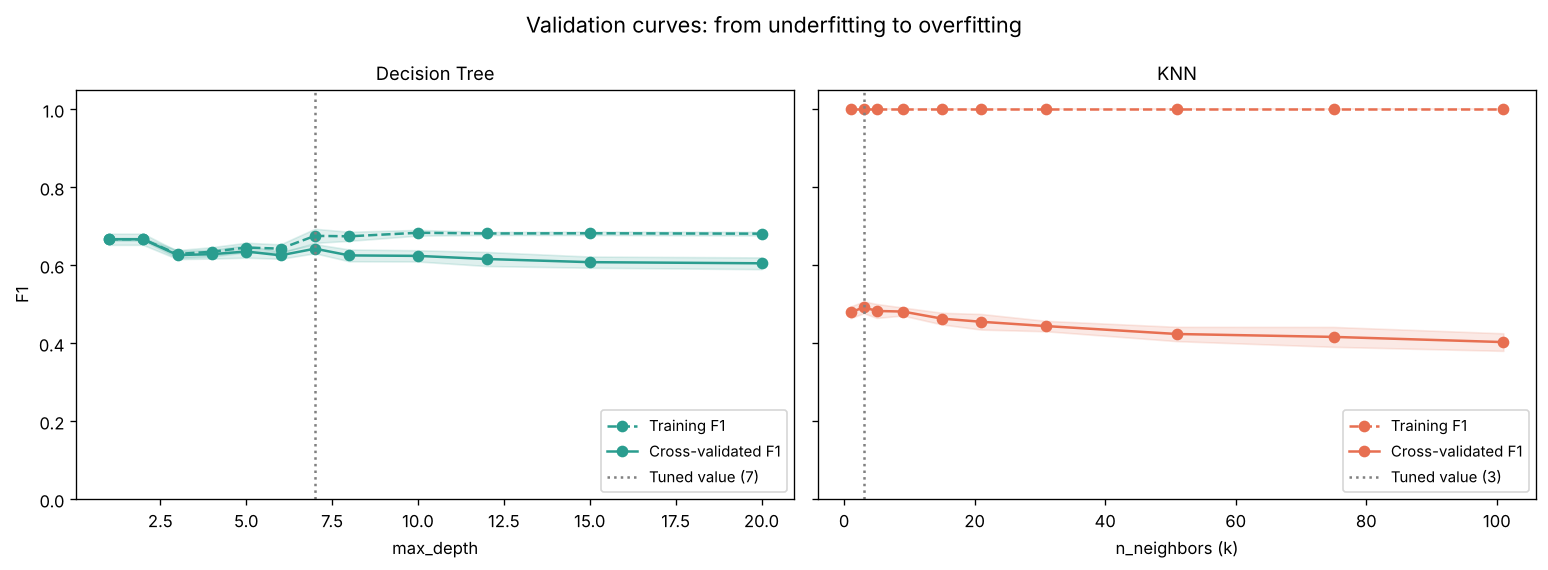 Validation curves: from underfitting to overfitting
Decision Tree
F1
1.0
0.8
0.6
0.4
0.2
0.0
2.5 5.0 7.5 10.0 12.5 15.0 17.5 20.0
max_depth
Training F1
Cross-validated F1
Tuned value (7)
KNN
0 20 40 60 80 100
n_neighbors (k)
Training F1
Cross-validated F1
Tuned value (3)